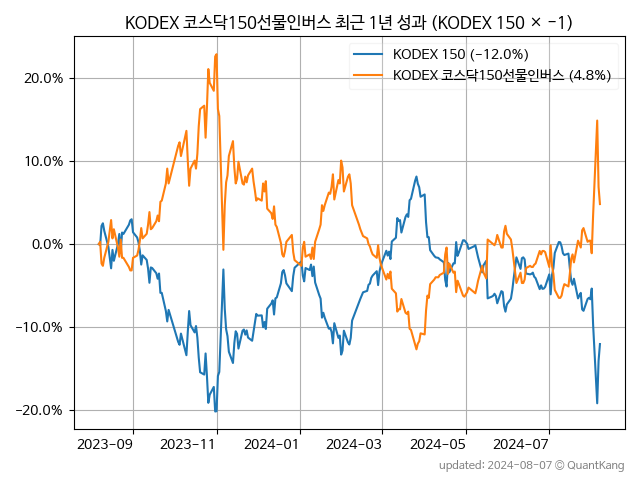 KODEX 코스닥150선물인버스 최근 1년 성과 (KODEX 150 × −1)
KODEX 150 (−12.0%)
KODEX 코스닥150선물인버스 (4.8%)
20.0%
10.0%
0.0%
−10.0%
−20.0%
2023-09
2023-11
2024-01
2024-03
2024-05
2024-07
updated: 2024-08-07 © QuantKang